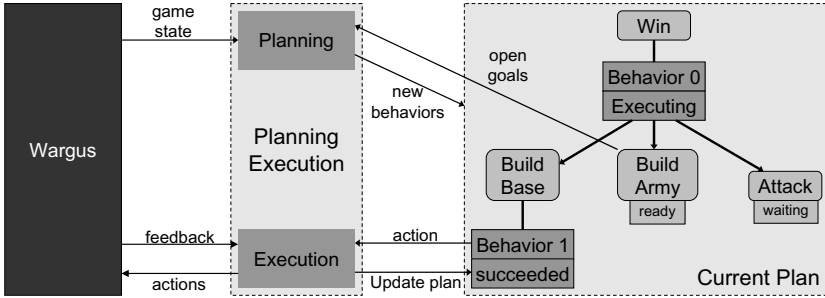 Wargus
game
state
feedback
actions
Planning
Planning
Execution
Execution
open
goals
new
behaviors
action
Update plan
Win
Behavior 0
Executing
Build
Base
Build
Army
ready
Attack
waiting
Behavior 1
succeeded
Current Plan